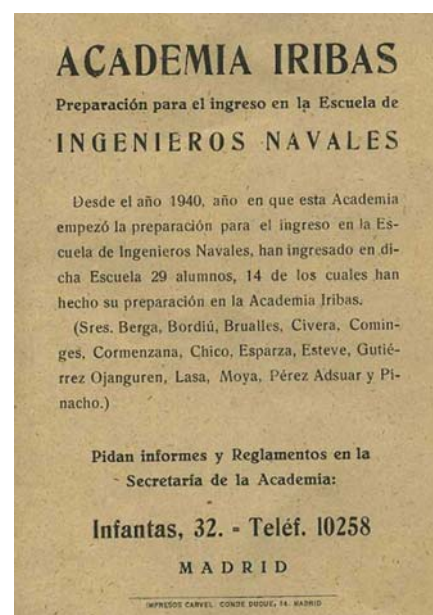 ACADEMIA IRIBAS
Preparación para el ingreso en la Escuela de
INGENIEROS NAVALES
Desde el año 1940, año en que esta Academia
empezó la preparación para el ingreso en la Es-
cuela de Ingenieros Navales, han ingresado en di-
cha Escuela 29 alumnos, 14 de los cuales han
hecho su preparación en la Academia Iribas.
(Sres. Berga, Bordiú, Brualles, Civera, Comin-
ges, Cormenzana, Chico, Esparza, Esteve, Gutié-
rrez Ojanguren, Lasa, Moya, Pérez Adsuar y Pi-
nacho.)
Pidan informes y Reglamentos en la
Secretaría de la Academia:
Infantas, 32. - Teléf. 10258
MADRID
IMPRESOS CARVEL. CONDE DUQUE, 14. MADRID